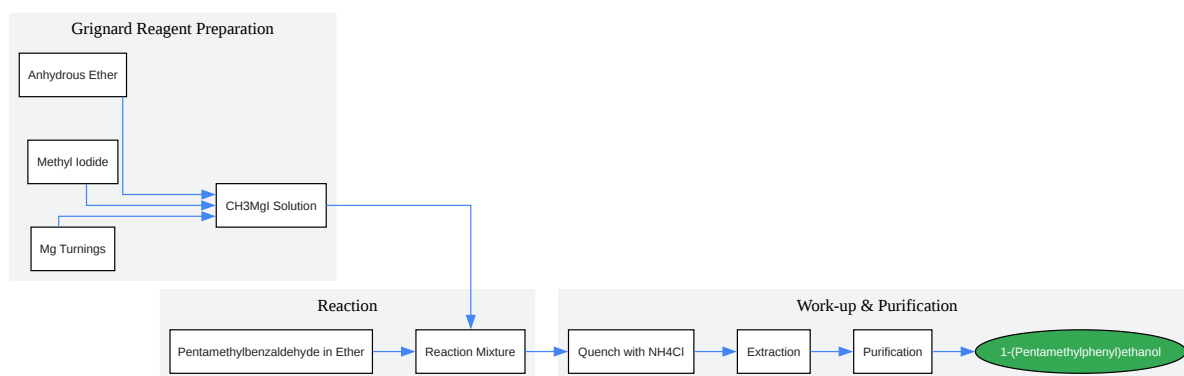 Grignard Reagent Preparation
Anhydrous Ether
Methyl Iodide
CH3MgI Solution
Mg Turnings
Reaction
Work-up & Purification
Pentamethylbenzaldehyde in Ether
Reaction Mixture
Quench with NH4Cl
Extraction
Purification
1-(Pentamethylphenyl)ethanol